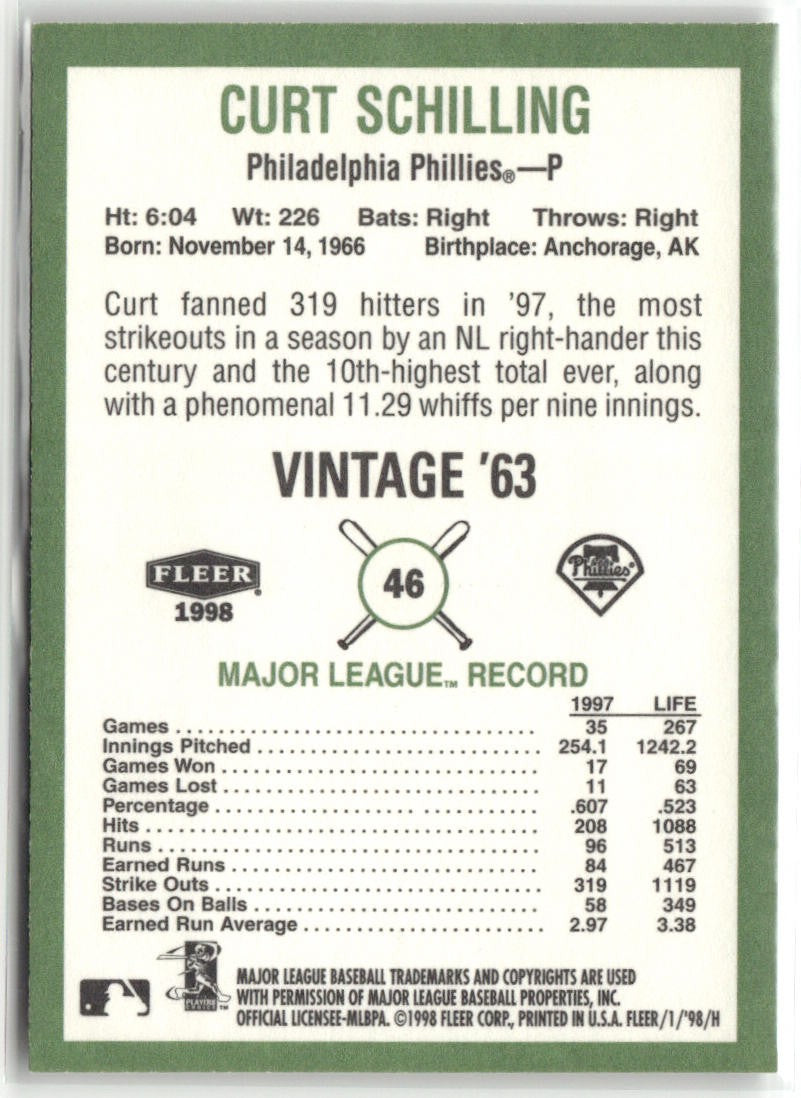 CURT SCHILLING
Philadelphia Phillies®—P
Ht: 6:04 Wt: 226 Bats: Right Throws: Right
Born: November 14, 1966 Birthplace: Anchorage, AK
Curt fanned 319 hitters in '97, the most
strikeouts in a season by an NL right-hander this
century and the 10th-highest total ever, along
with a phenomenal 11.29 whiffs per nine innings.
VINTAGE '63
FLEER®
1998
46
Phillies®
MAJOR LEAGUE™ RECORD
1997 LIFE
Games 35 267
Innings Pitched 254.1 1242.2
Games Won 17 69
Games Lost 11 63
Percentage .607 .523
Hits 208 1088
Runs 96 513
Earned Runs 84 467
Strike Outs 319 1119
Bases On Balls 58 349
Earned Run Average 2.97 3.38
PLAYERS
CHOICE™
MAJOR LEAGUE BASEBALL TRADEMARKS AND COPYRIGHTS ARE USED
WITH PERMISSION OF MAJOR LEAGUE BASEBALL PROPERTIES, INC.
OFFICIAL LICENSEE-MLBPA. ©1998 FLEER CORP., PRINTED IN U.S.A. FLEER/1/'98/H